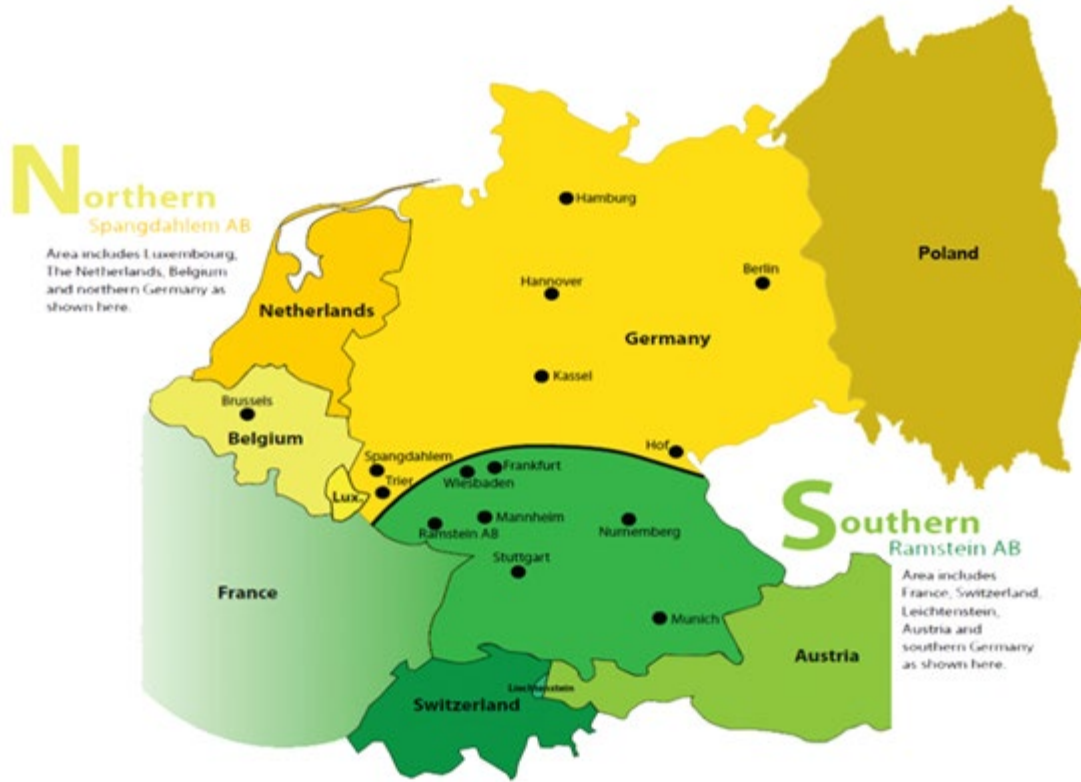 Northern
Spangdahlem AB
Area includes Luxembourg,
The Netherlands, Belgium
and northern Germany as
shown here.
Hamburg
Hannover
Berlin
Poland
Netherlands
Germany
Kassel
Brussels
Belgium
Hof
Spangdahlem
Frankfurt
Wiesbaden
Trier
Lux.
Mannheim
Ramstein AB
Nurnemberg
Stuttgart
France
Munich
Southern
Ramstein AB
Area includes
France, Switzerland,
Leichtenstein,
Austria and
southern Germany
as shown here.
Austria
Liechtenstein
Switzerland